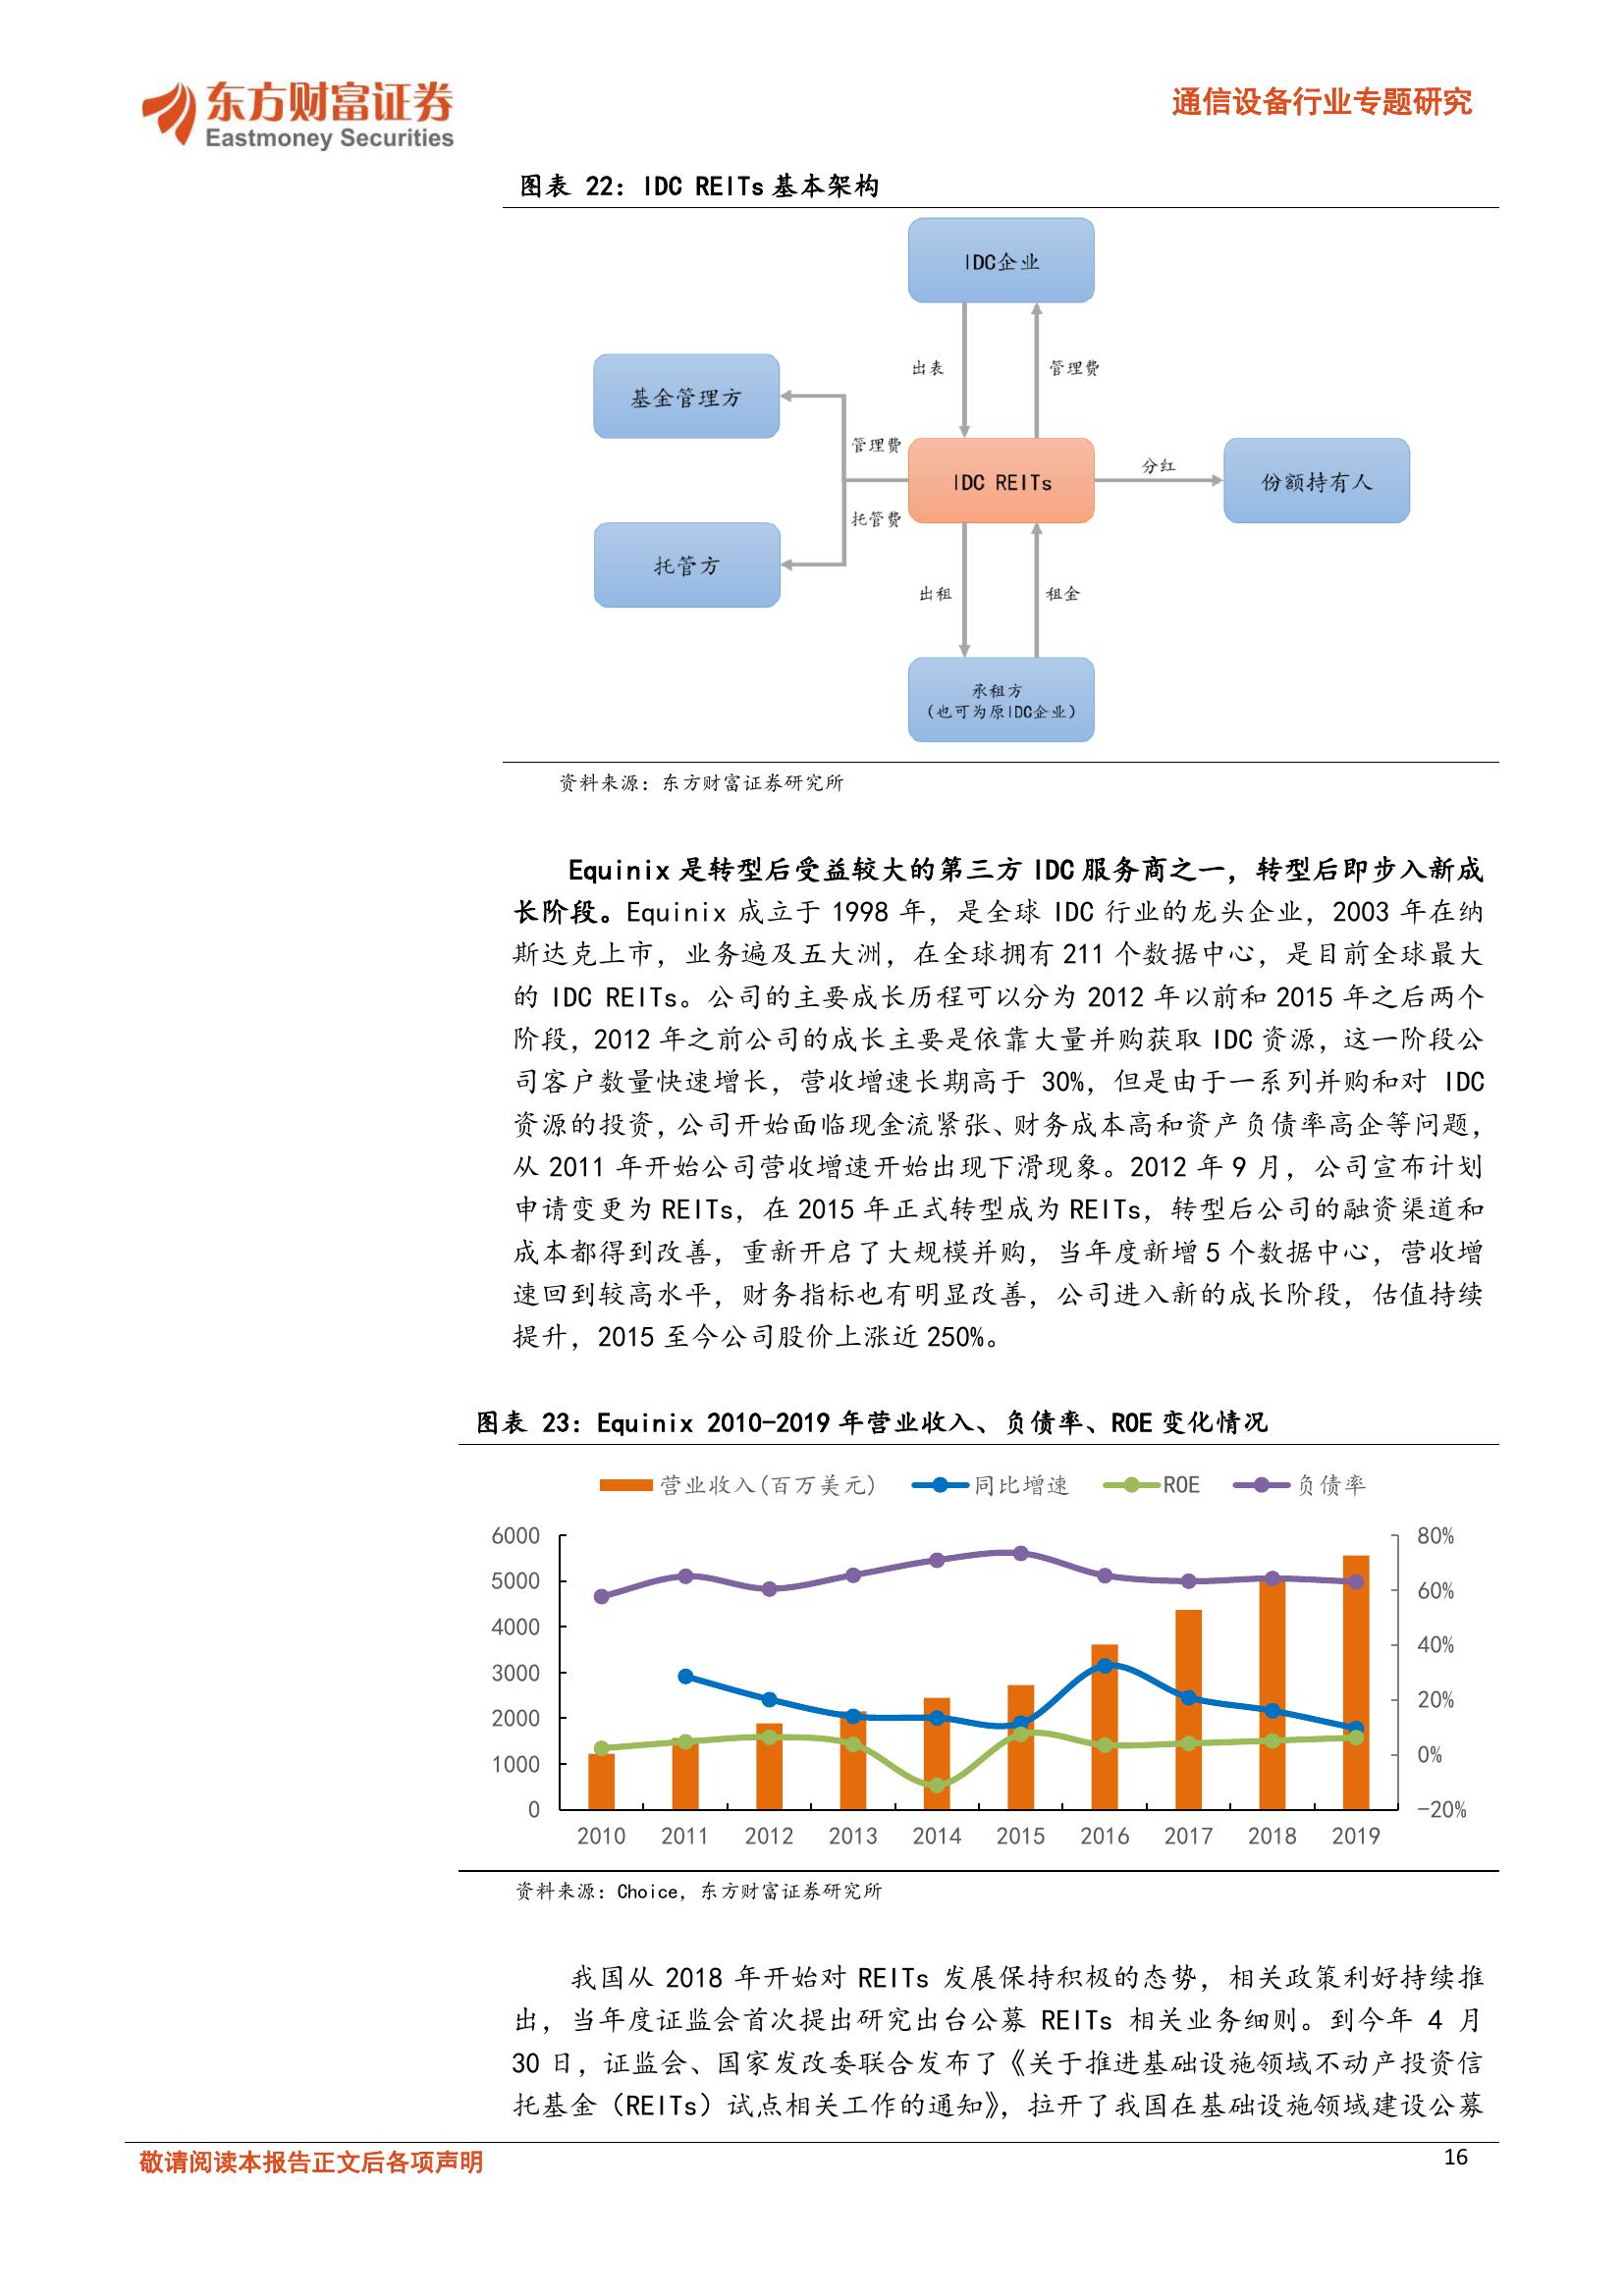 东方财富证券
Eastmoney Securities
通信设备行业专题研究
图表 22：IDC REITs 基本架构
IDC企业
出表
管理费
基金管理方
管理费
IDC REITs
分红
份额持有人
托管费
托管方
出租
租金
承租方
（也可为原IDC企业）
资料来源：东方财富证券研究所
Equinix 是转型后受益较大的第三方 IDC 服务商之一，转型后即步入新成
长阶段。Equinix 成立于 1998 年，是全球 IDC 行业的龙头企业，2003 年在纳
斯达克上市，业务遍及五大洲，在全球拥有 211 个数据中心，是目前全球最大
的 IDC REITs。公司的主要成长历程可以分为 2012 年以前和 2015 年之后两个
阶段，2012 年之前公司的成长主要是依靠大量并购获取 IDC 资源，这一阶段公
司客户数量快速增长，营收增速长期高于 30%，但是由于一系列并购和对 IDC
资源的投资，公司开始面临现金流紧张、财务成本高和资产负债率高企等问题，
从 2011 年开始公司营收增速开始出现下滑现象。2012 年 9 月，公司宣布计划
申请变更为 REITs，在 2015 年正式转型成为 REITs，转型后公司的融资渠道和
成本都得到改善，重新开启了大规模并购，当年度新增 5 个数据中心，营收增
速回到较高水平，财务指标也有明显改善，公司进入新的成长阶段，估值持续
提升，2015 至今公司股价上涨近 250%。
图表 23：Equinix 2010-2019 年营业收入、负债率、ROE 变化情况
营业收入(百万美元) 同比增速 ROE 负债率
6000 80%
5000 60%
4000
3000 40%
2000 20%
1000 0%
0 -20%
2010 2011 2012 2013 2014 2015 2016 2017 2018 2019
资料来源：Choice，东方财富证券研究所
我国从 2018 年开始对 REITs 发展保持积极的态势，相关政策利好持续推
出，当年度证监会首次提出研究出台公募 REITs 相关业务细则。到今年 4 月
30 日，证监会、国家发改委联合发布了《关于推进基础设施领域不动产投资信
托基金（REITs）试点相关工作的通知》，拉开了我国在基础设施领域建设公募
敬请阅读本报告正文后各项声明
16